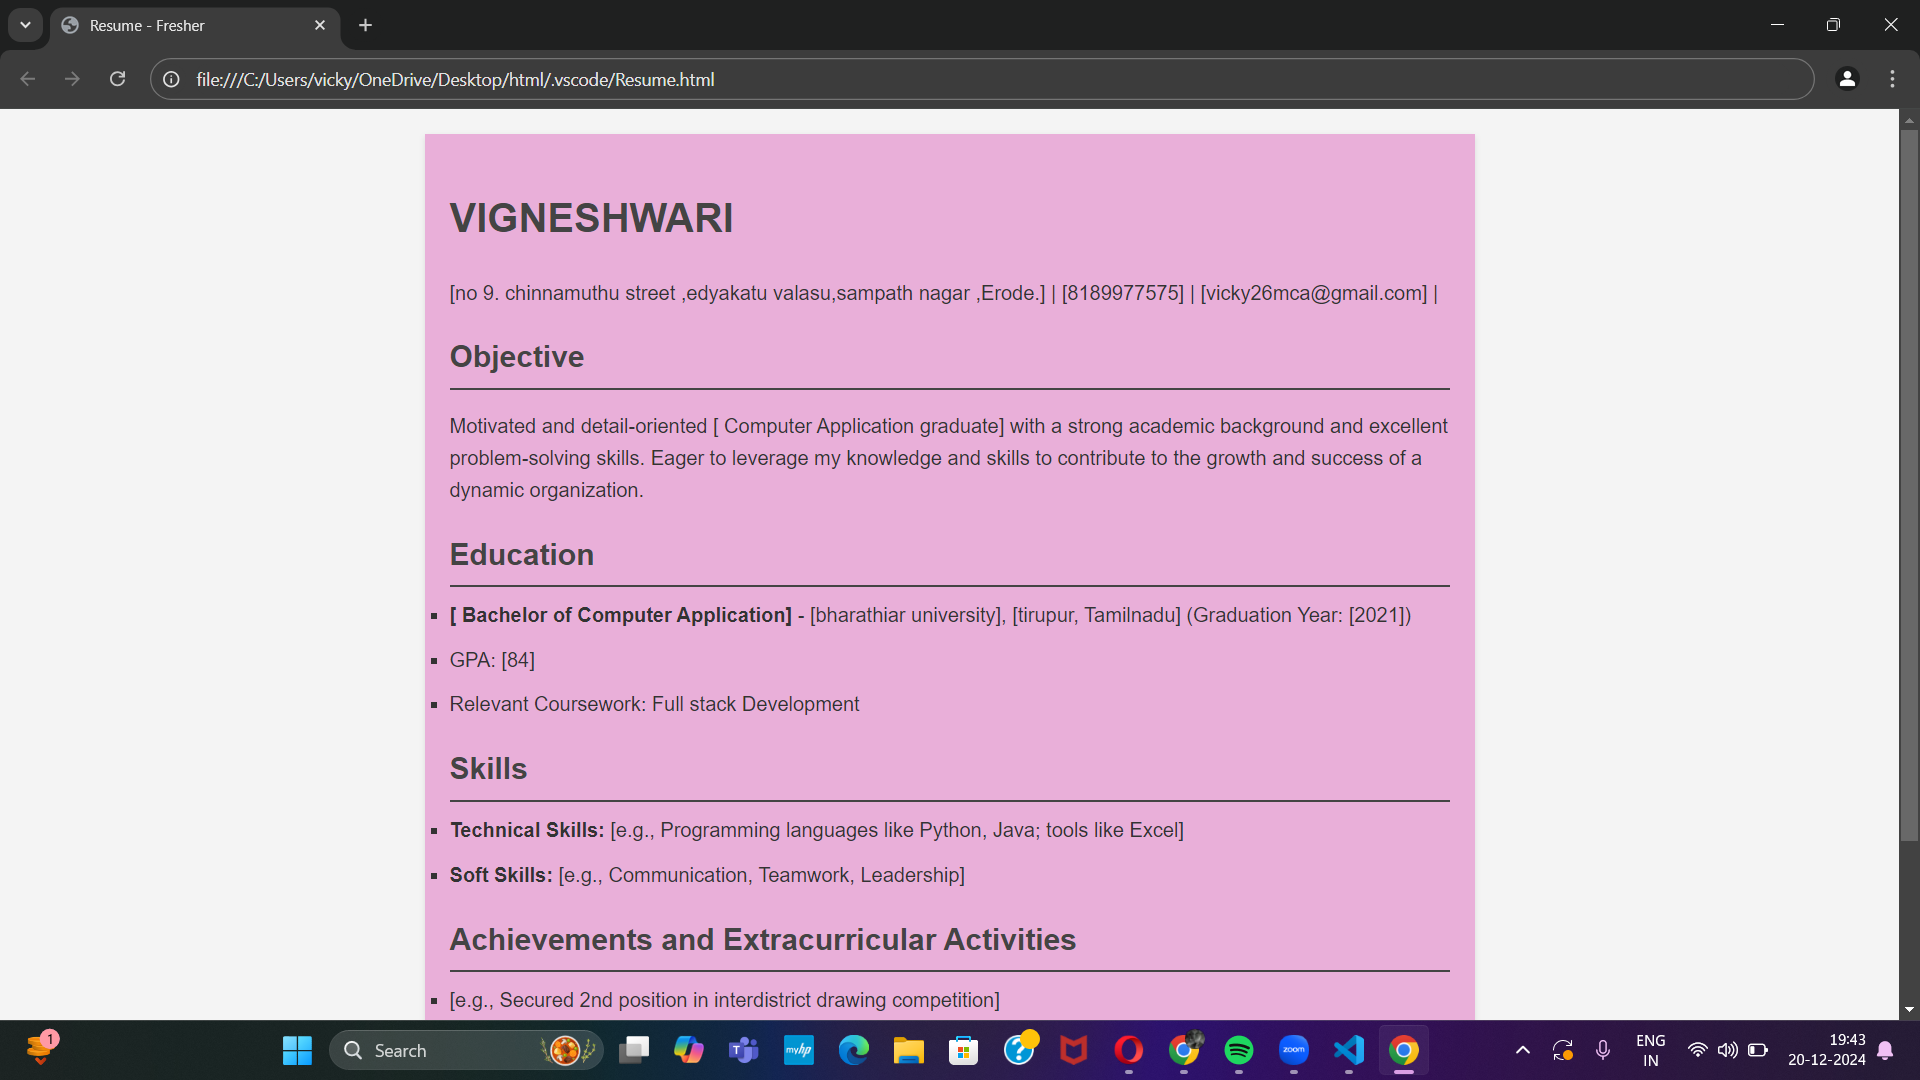 Resume - Fresher
file:///C:/Users/vicky/OneDrive/Desktop/html/.vscode/Resume.html
VIGNESHWARI
[no 9. chinnamuthu street ,edyakatu valasu,sampath nagar ,Erode.] | [8189977575] | [vicky26mca@gmail.com] |
Objective
Motivated and detail-oriented [ Computer Application graduate] with a strong academic background and excellent
problem-solving skills. Eager to leverage my knowledge and skills to contribute to the growth and success of a
dynamic organization.
Education
[ Bachelor of Computer Application] - [bharathiar university], [tirupur, Tamilnadu] (Graduation Year: [2021])
GPA: [84]
Relevant Coursework: Full stack Development
Skills
Technical Skills: [e.g., Programming languages like Python, Java; tools like Excel]
Soft Skills: [e.g., Communication, Teamwork, Leadership]
Achievements and Extracurricular Activities
[e.g., Secured 2nd position in interdistrict drawing competition]
1
Search
T
myhp
?
zoom
ENG
IN
19:43
20-12-2024